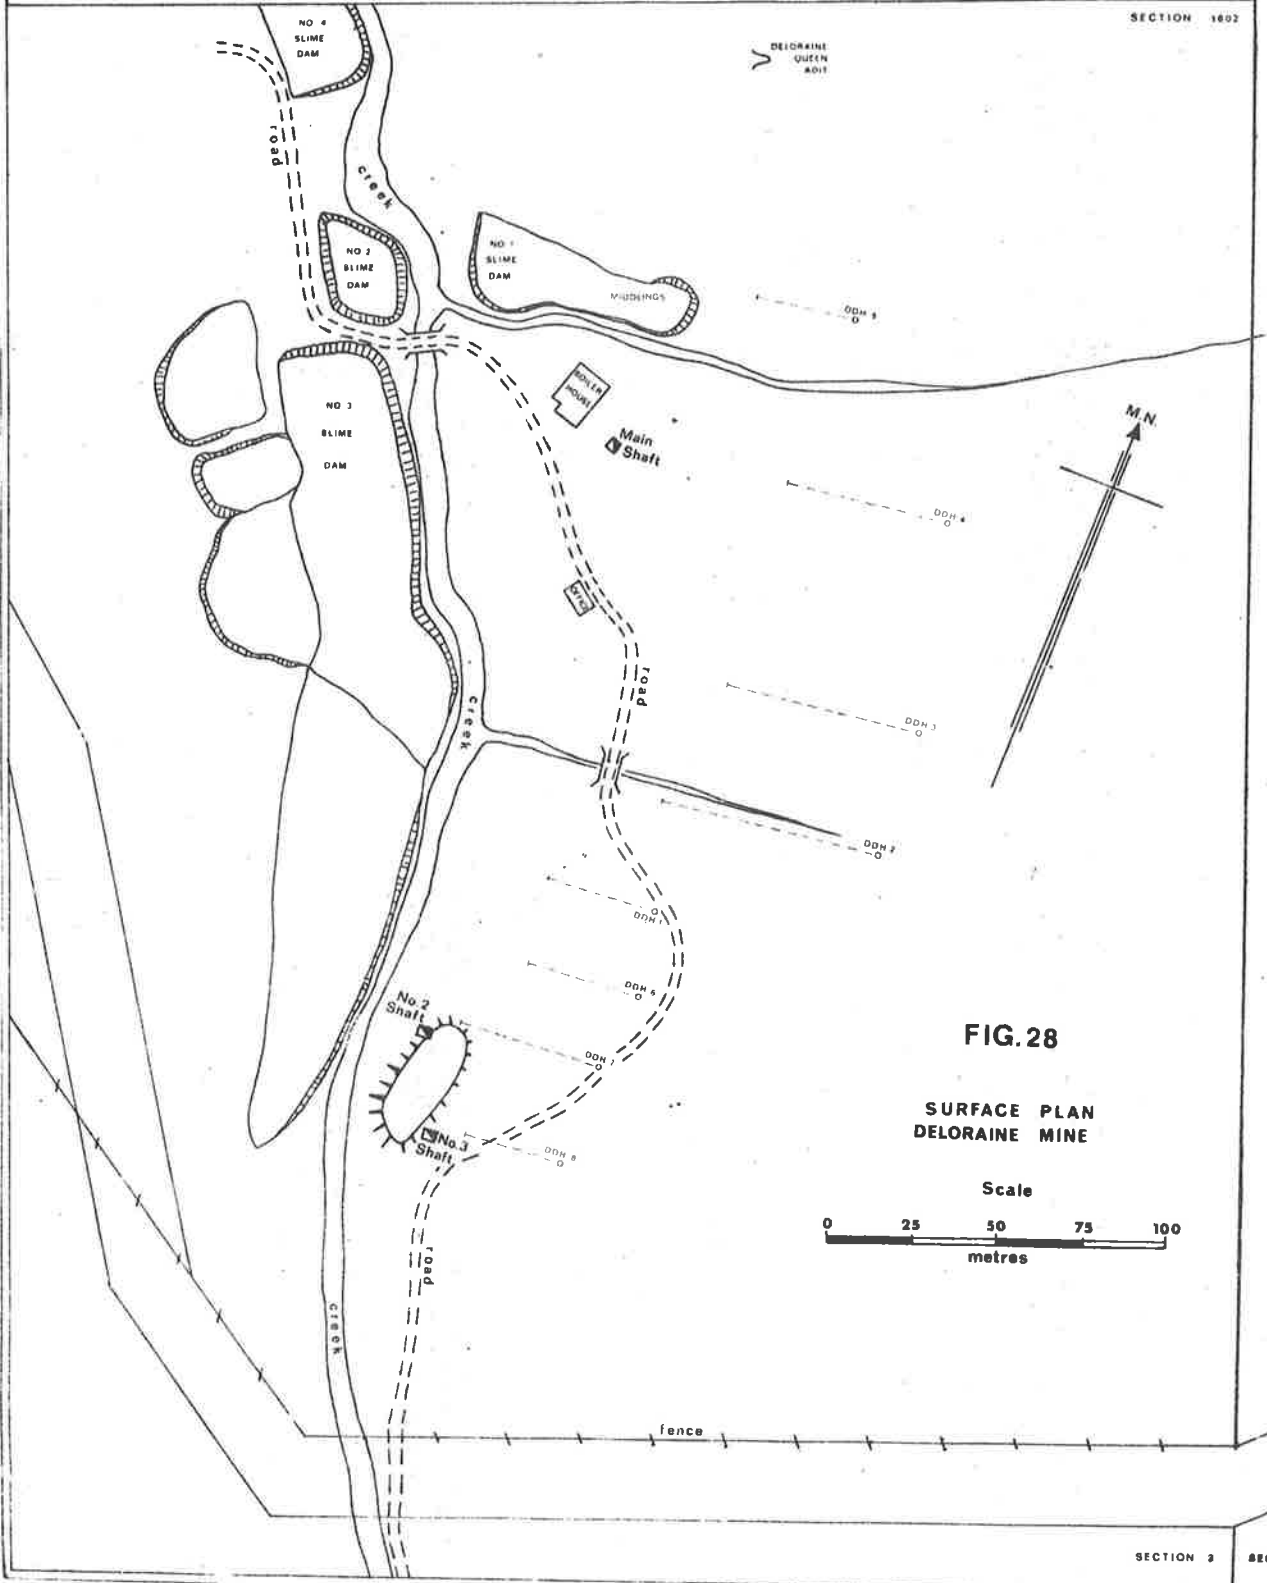 SECTION 1602
NO 4
SLIME
DAM
DELORAINE
QUEEN
ADIT
road
creek
NO 2
SLIME
DAM
NO 1
SLIME
DAM
MIDDLINGS
DDH 5
BOILER
HOUSE
Main
Shaft
M.N.
NO 3
SLIME
DAM
DDH 4
OFFICE
road
creek
DDH 3
DDH 2
DDH 1
DDH 6
No.2
Shaft
DDH 7
FIG.28
SURFACE PLAN
DELORAINE MINE
No.3
Shaft
DDH 8
Scale
0 25 50 75 100
metres
road
creek
fence
SECTION 3